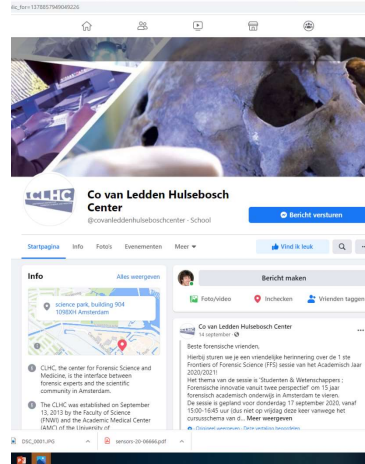 CLHC
Co van Ledden Hulsebosch
Center
@covanleddenhulseboschcenter · School
Bericht versturen
Startpagina Info Foto's Evenementen Meer
Vind ik leuk
Info Alles weergeven
science park, building 904
1098XH Amsterdam
CLHC, the center for Forensic Science and
Medicine, is the interface between
forensic experts and the scientific
community in Amsterdam.
The CLHC was established on September
13, 2013 by the Faculty of Science
(FNWI) and the Academic Medical Center
(AMC) of the University of
Bericht maken
Foto/video Inchecken Vrienden taggen
Co van Ledden Hulsebosch Center
14 september ·
Beste forensische vrienden,
Hierbij sturen we je een vriendelijke herinnering over de 1 ste
Frontiers of Forensic Science (FFS) sessie van het Academisch Jaar
2020/2021!
Het thema van de sessie is 'Studenten & Wetenschappers ;
Forensische innovatie vanuit twee perspectief' om 15 jaar
forensisch academisch onderwijs in Amsterdam te vieren.
De sessie is gepland voor donderdag 17 september 2020, vanaf
15:00-16:45 uur (dus niet op vrijdag deze keer vanwege het
cursusschema van d... Meer weergeven
DSC_0001.JPG sensors-20-06666.pdf